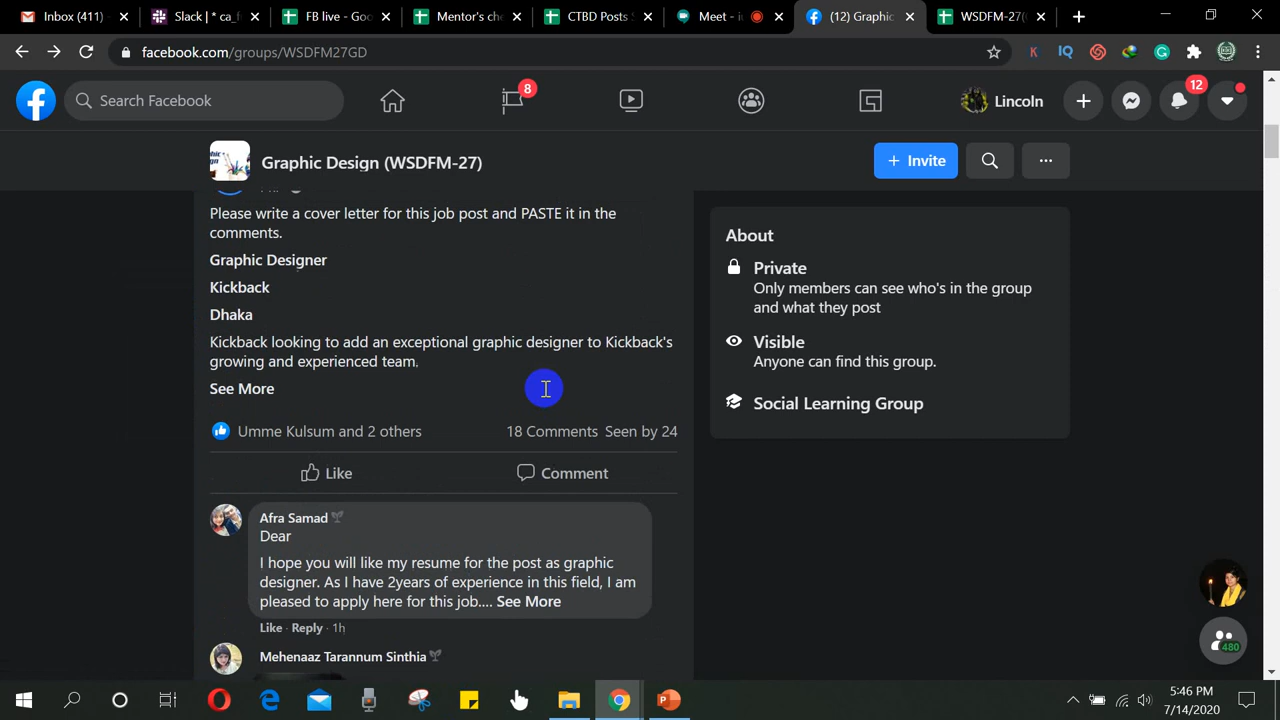 Inbox (411) -
Slack | * ca_f
FB live - Goo
Mentor's che
CTBD Posts S
Meet - iu
(12) Graphic
WSDFM-27(
facebook.com/groups/WSDFM27GD
Search Facebook
8
Lincoln
12
Graphic Design (WSDFM-27)
+ Invite
Please write a cover letter for this job post and PASTE it in the
comments.
Graphic Designer
Kickback
Dhaka
Kickback looking to add an exceptional graphic designer to Kickback's
growing and experienced team.
See More
Umme Kulsum and 2 others
18 Comments Seen by 24
Like
Comment
Afra Samad
Dear
I hope you will like my resume for the post as graphic
designer. As I have 2years of experience in this field, I am
pleased to apply here for this job.... See More
Like · Reply · 1h
Mehenaaz Tarannum Sinthia
About
Private
Only members can see who's in the group
and what they post
Visible
Anyone can find this group.
Social Learning Group
480
5:46 PM
7/14/2020